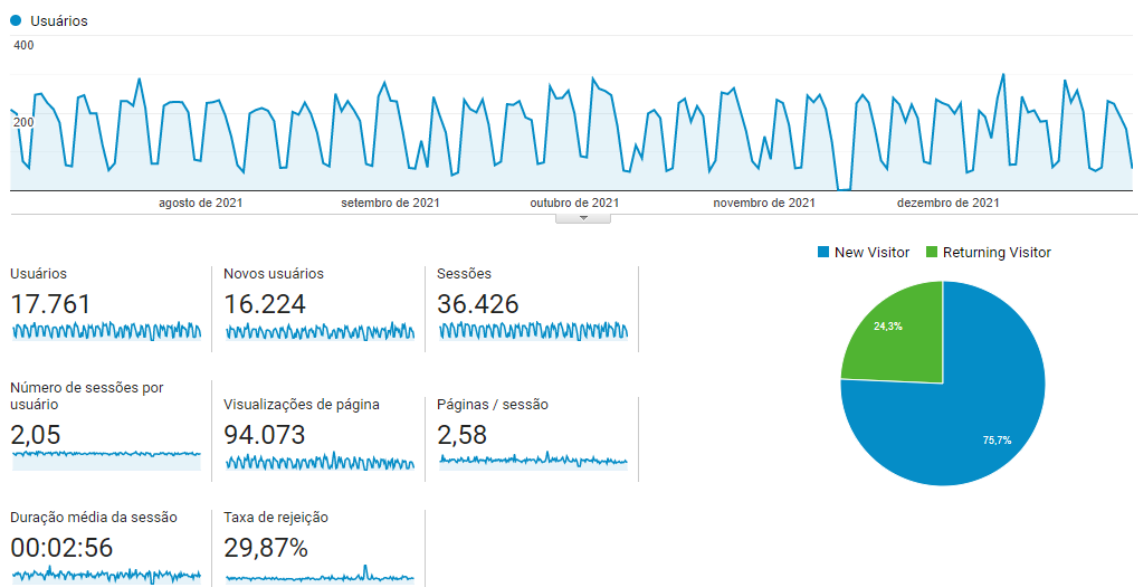 Usuários
400
200
agosto de 2021
setembro de 2021
outubro de 2021
novembro de 2021
dezembro de 2021
New Visitor
Returning Visitor
Usuários
17.761
Novos usuários
16.224
Sessões
36.426
24,3%
75,7%
Número de sessões por
usuário
2,05
Visualizações de página
94.073
Páginas / sessão
2,58
Duração média da sessão
00:02:56
Taxa de rejeição
29,87%